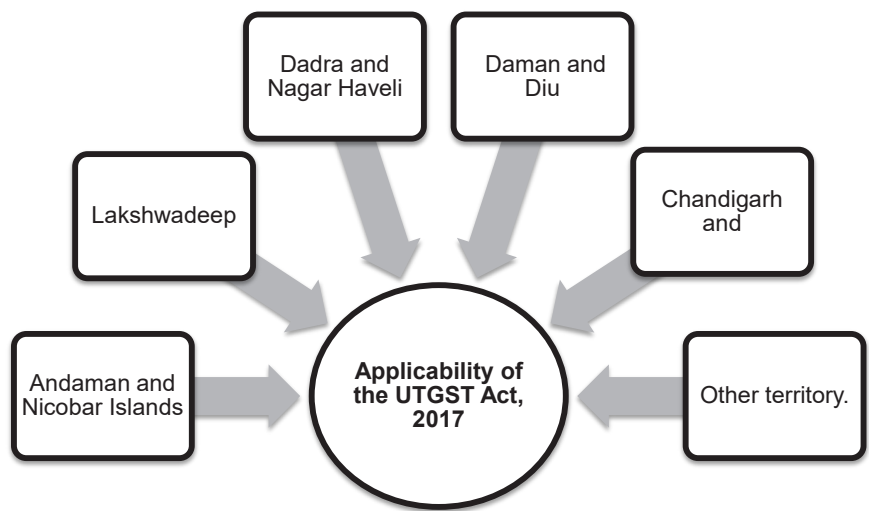 Dadra and
Nagar Haveli
Daman and
Diu
Lakshwadeep
Chandigarh
and
Andaman and
Nicobar Islands
Applicability of
the UTGST Act,
2017
Other territory.